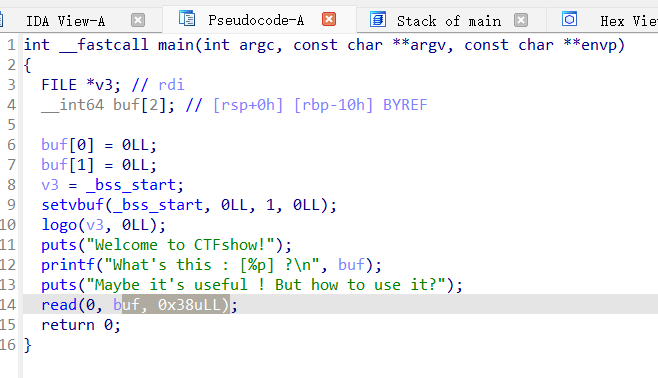 IDA View-A Pseudocode-A Stack of main Hex Vie
1 int __fastcall main(int argc, const char **argv, const char **envp)
2 {
3 FILE *v3; // rdi
4 __int64 buf[2]; // [rsp+0h] [rbp-10h] BYREF
5
6 buf[0] = 0LL;
7 buf[1] = 0LL;
8 v3 = _bss_start;
9 setvbuf(_bss_start, 0LL, 1, 0LL);
10 logo(v3, 0LL);
11 puts("Welcome to CTFshow!");
12 printf("What's this : [%p] ?\n", buf);
13 puts("Maybe it's useful ! But how to use it?");
14 read(0, buf, 0x38uLL);
15 return 0;
16 }